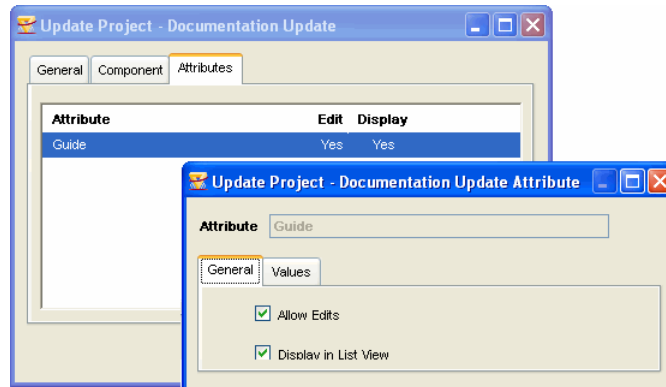 Update Project - Documentation Update
General Component Attributes
Attribute Edit Display
Guide Yes Yes
Update Project - Documentation Update Attribute
Attribute Guide
General Values
Allow Edits
Display in List View